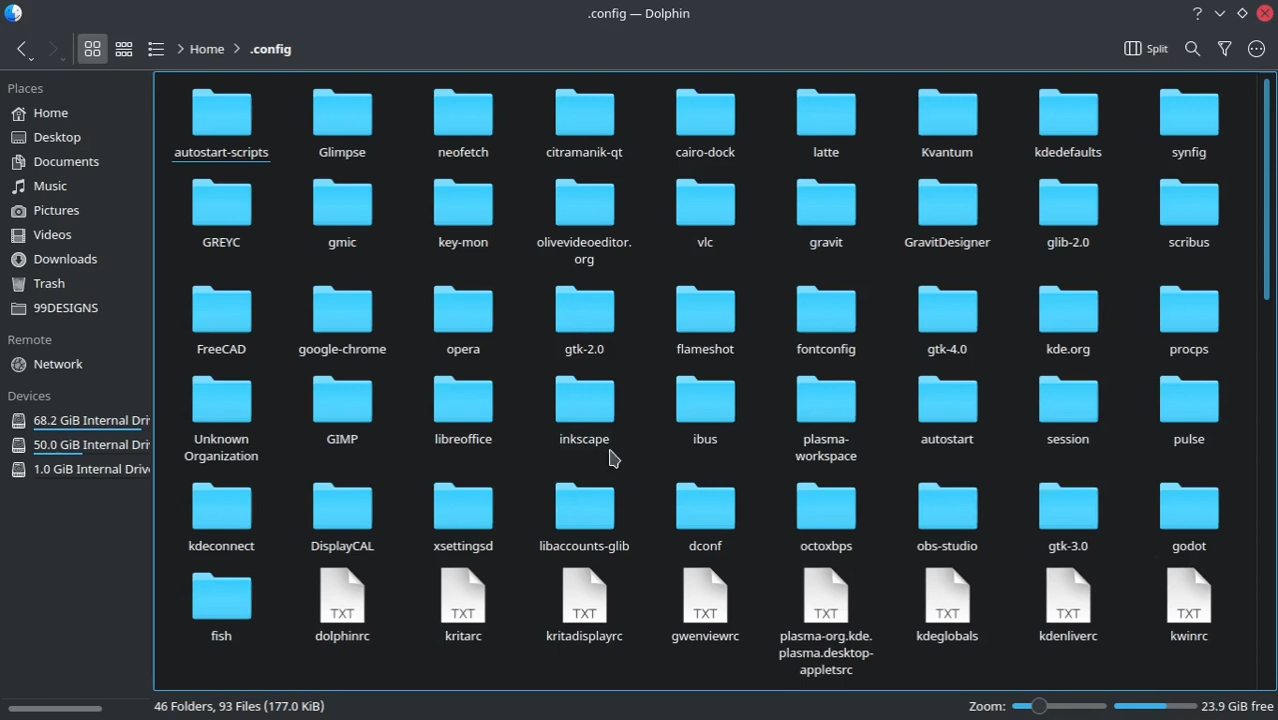 .config — Dolphin
Home
.config
Split
Places
Home
Desktop
Documents
Music
Pictures
Videos
Downloads
Trash
99DESIGNS
Remote
Network
Devices
68.2 GiB Internal Dri
50.0 GiB Internal Dri
1.0 GiB Internal Drive
autostart-scripts
Glimpse
neofetch
citramanik-qt
cairo-dock
latte
Kvantum
kdedefaults
synfig
GREYC
gmic
key-mon
olivevideoeditor.
org
vlc
gravit
GravitDesigner
glib-2.0
scribus
FreeCAD
google-chrome
opera
gtk-2.0
flameshot
fontconfig
gtk-4.0
kde.org
procps
Unknown
Organization
GIMP
libreoffice
inkscape
ibus
plasma-
workspace
autostart
session
pulse
kdeconnect
DisplayCAL
xsettingsd
libaccounts-glib
dconf
octoxbps
obs-studio
gtk-3.0
godot
fish
TXT
dolphinrc
TXT
kritarc
TXT
kritadisplayrc
TXT
gwenviewrc
TXT
plasma-org.kde.
plasma.desktop-
appletsrc
TXT
kdeglobals
TXT
kdenliverc
TXT
kwinrc
46 Folders, 93 Files (177.0 KiB)
Zoom:
23.9 GiB free